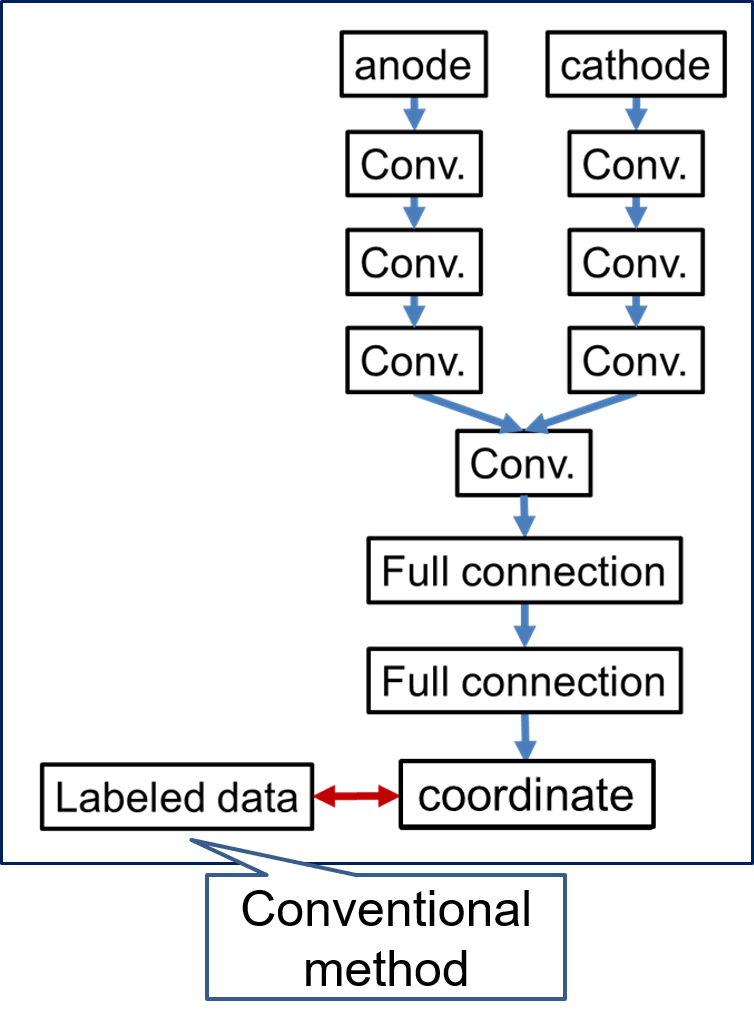 anode
cathode
Conv.
Conv.
Conv.
Conv.
Conv.
Conv.
Conv.
Full connection
Full connection
Labeled data
coordinate
Conventional
method